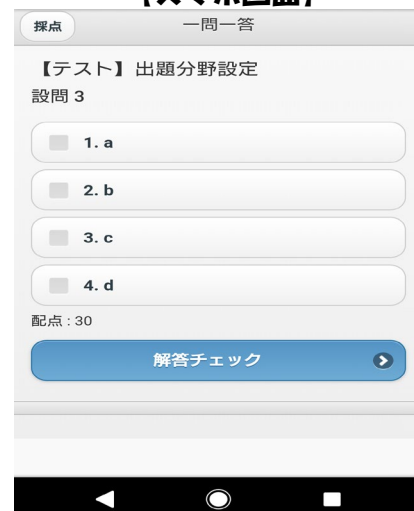 採点
一問一答
【テスト】出題分野設定
設問 3
1. a
2. b
3. c
4. d
配点 : 30
解答チェック